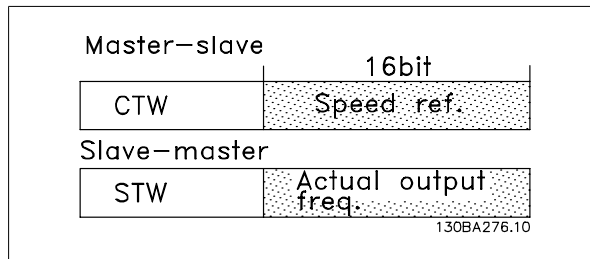 Master-slave
16bit
CTW
Speed ref.
Slave-master
STW
Actual output
freq.
130BA276.10